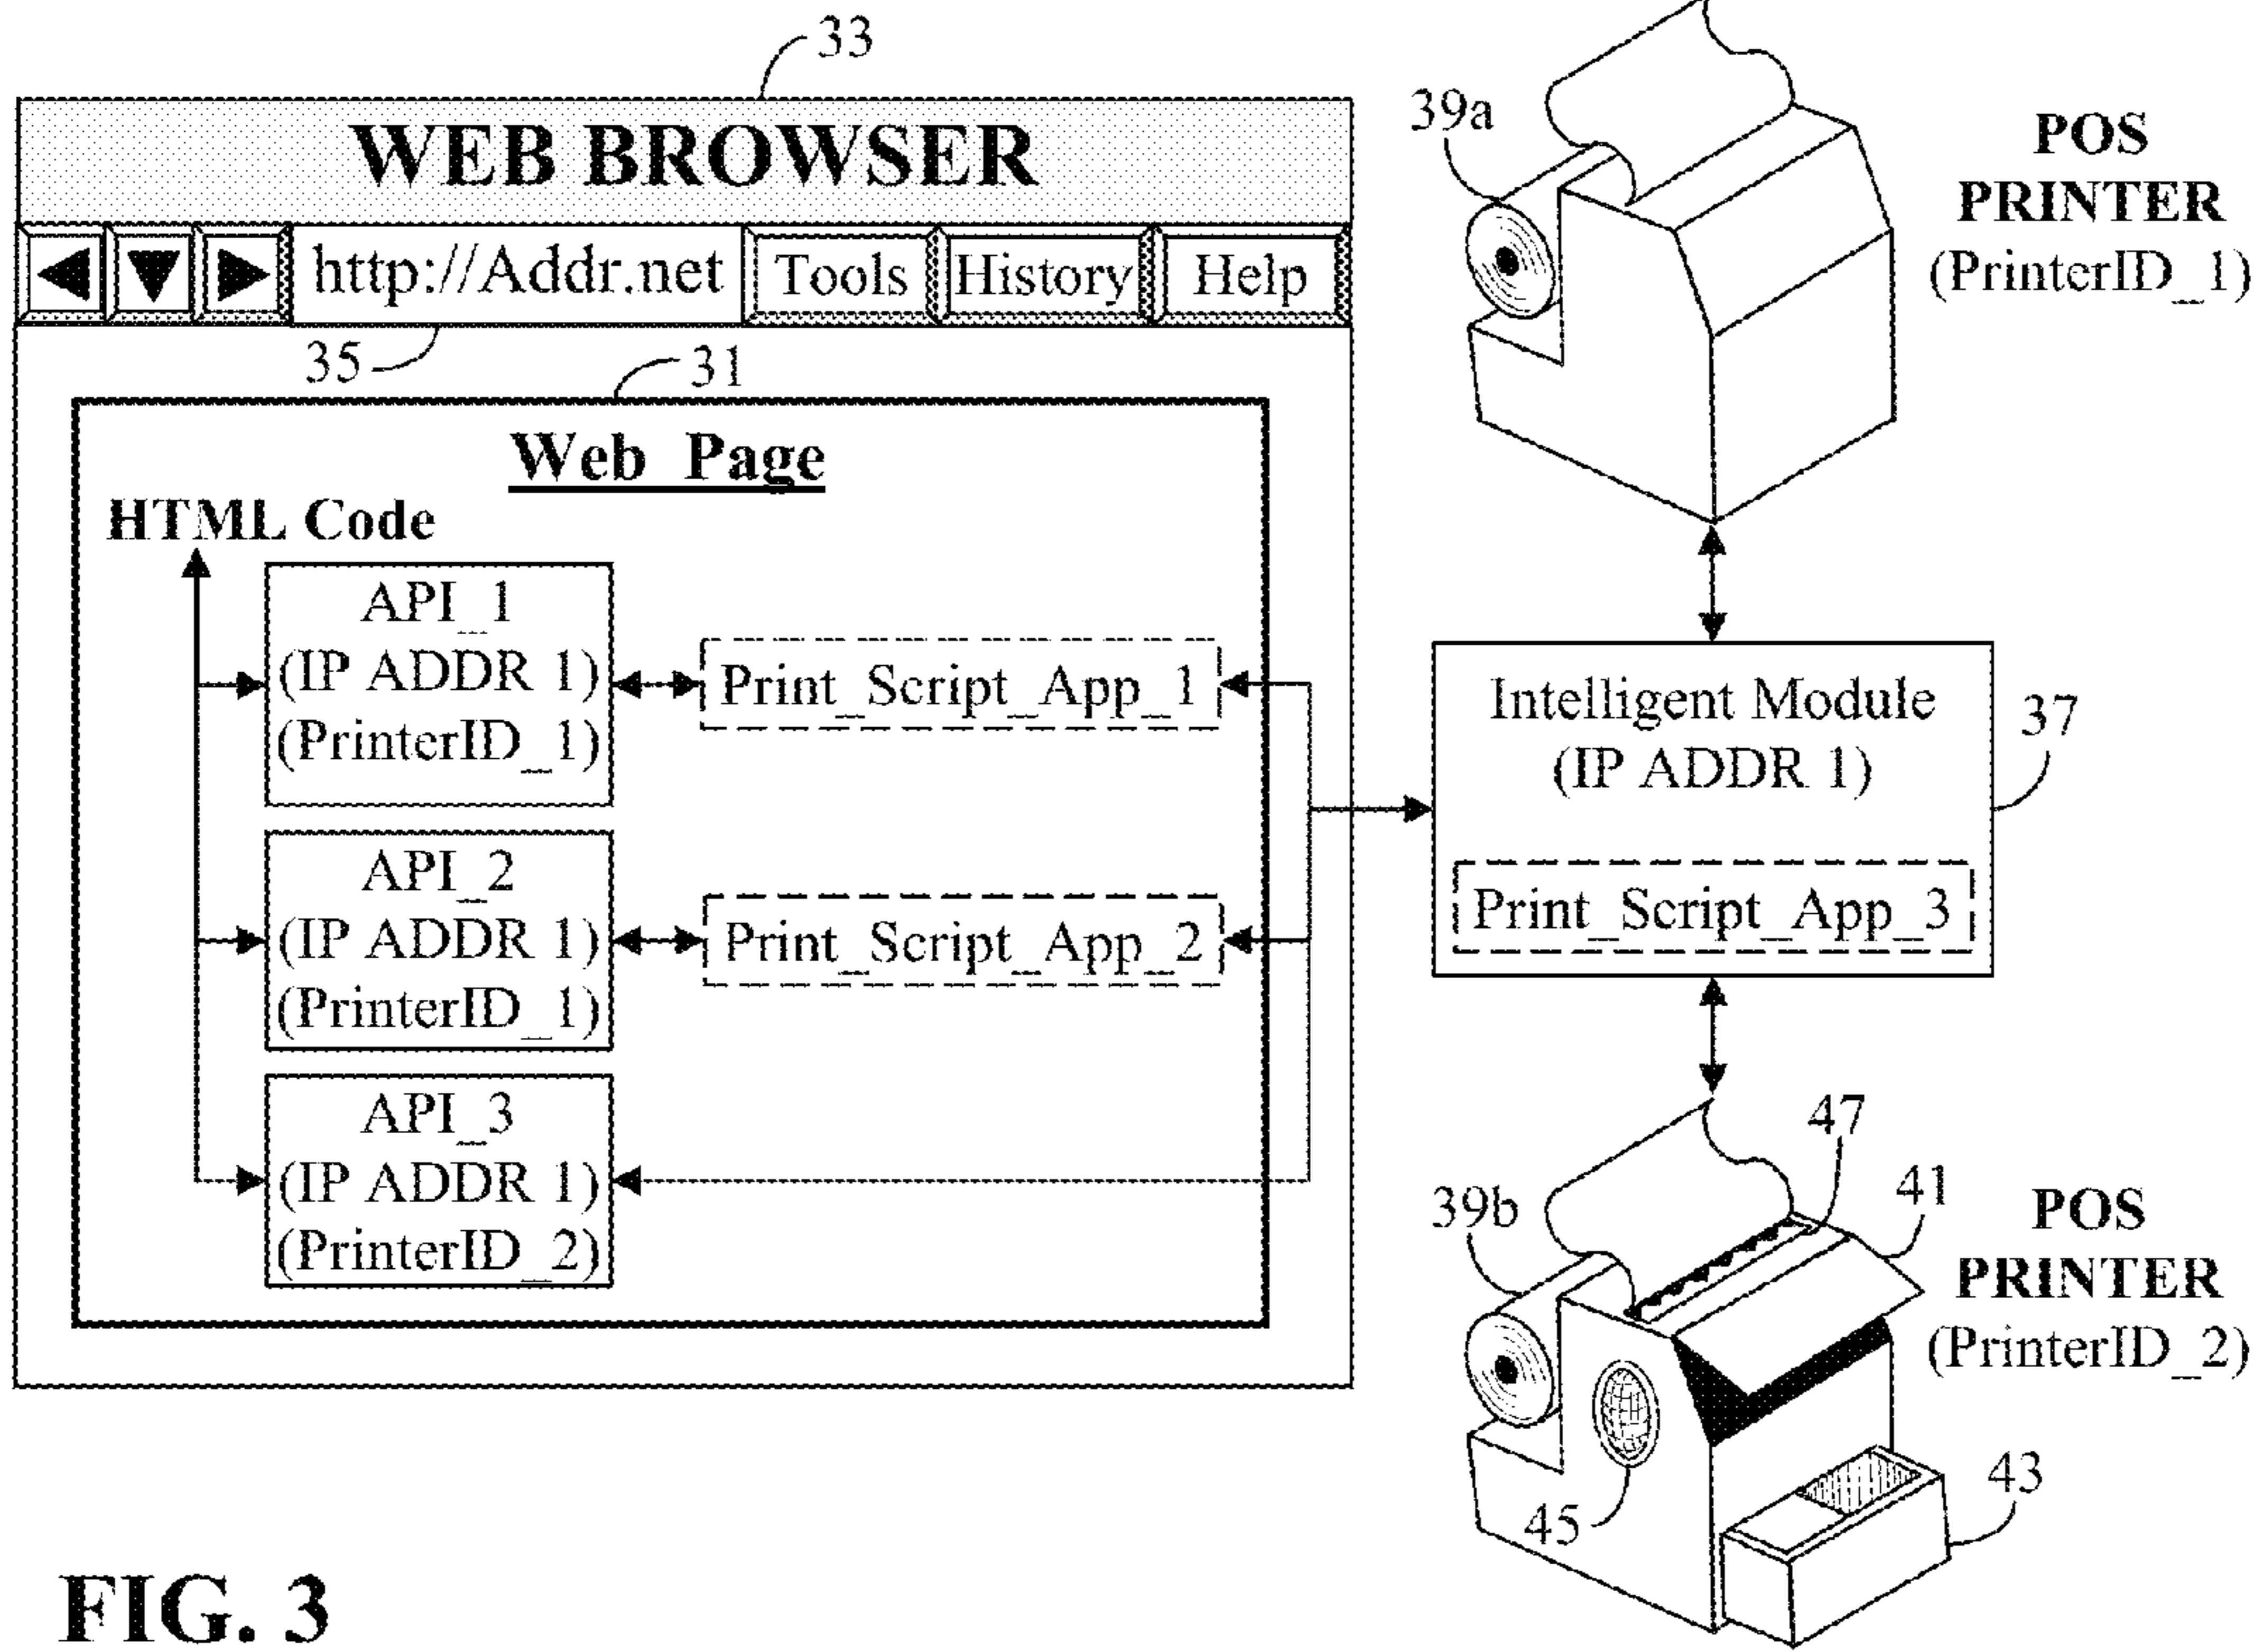 33
WEB BROWSER
http://Addr.net
Tools
History
Help
35
31
Web Page
HTML Code
API_1
(IP ADDR 1)
(PrinterID_1)
Print_Script_App_1
API_2
(IP ADDR 1)
(PrinterID_1)
Print_Script_App_2
API_3
(IP ADDR 1)
(PrinterID_2)
39a
POS
PRINTER
(PrinterID_1)
Intelligent Module
(IP ADDR 1)
37
Print_Script_App_3
47
39b
41
POS
PRINTER
(PrinterID_2)
45
43
FIG. 3